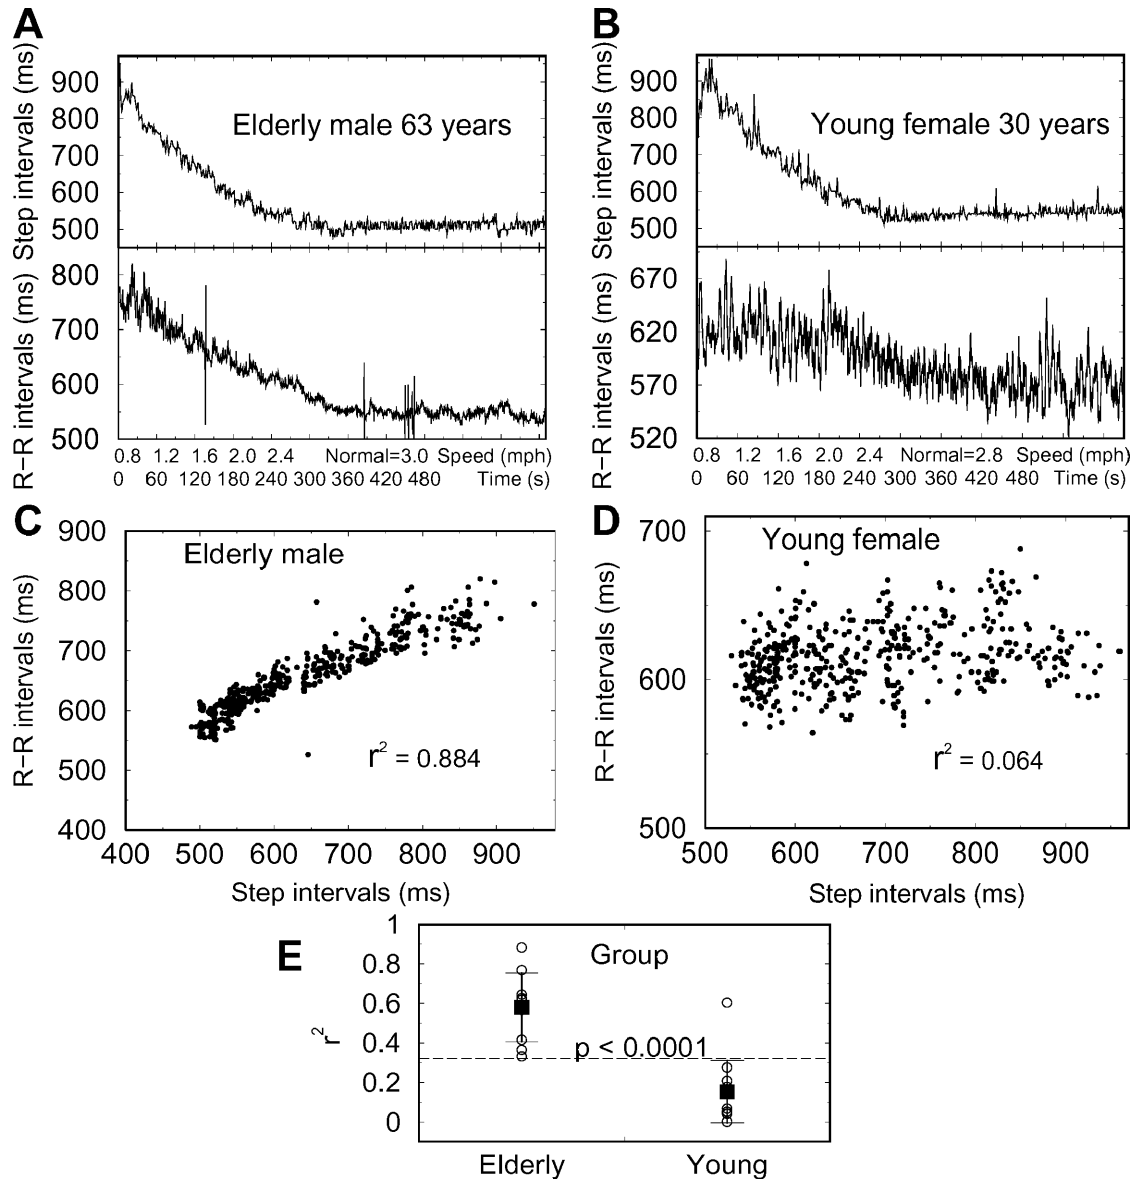 A
Step intervals (ms)
900
800
700
600
500
Elderly male 63 years
R−R intervals (ms)
800
700
600
500
0.8 1.2 1.6 2.0 2.4 Normal=3.0 Speed (mph)
0 60 120 180 240 300 360 420 480 Time (s)
B
Step intervals (ms)
900
800
700
600
500
Young female 30 years
R−R intervals (ms)
670
620
570
520
0.8 1.2 1.6 2.0 2.4 Normal=2.8 Speed (mph)
0 60 120 180 240 300 360 420 480 Time (s)
C
R−R intervals (ms)
900
800
700
600
500
400
Elderly male
r² = 0.884
400 500 600 700 800 900
Step intervals (ms)
D
R−R intervals (ms)
700
600
500
Young female
r² = 0.064
500 600 700 800 900
Step intervals (ms)
E
r²
1
0.8
0.6
0.4
0.2
0
Group
p < 0.0001
Elderly Young